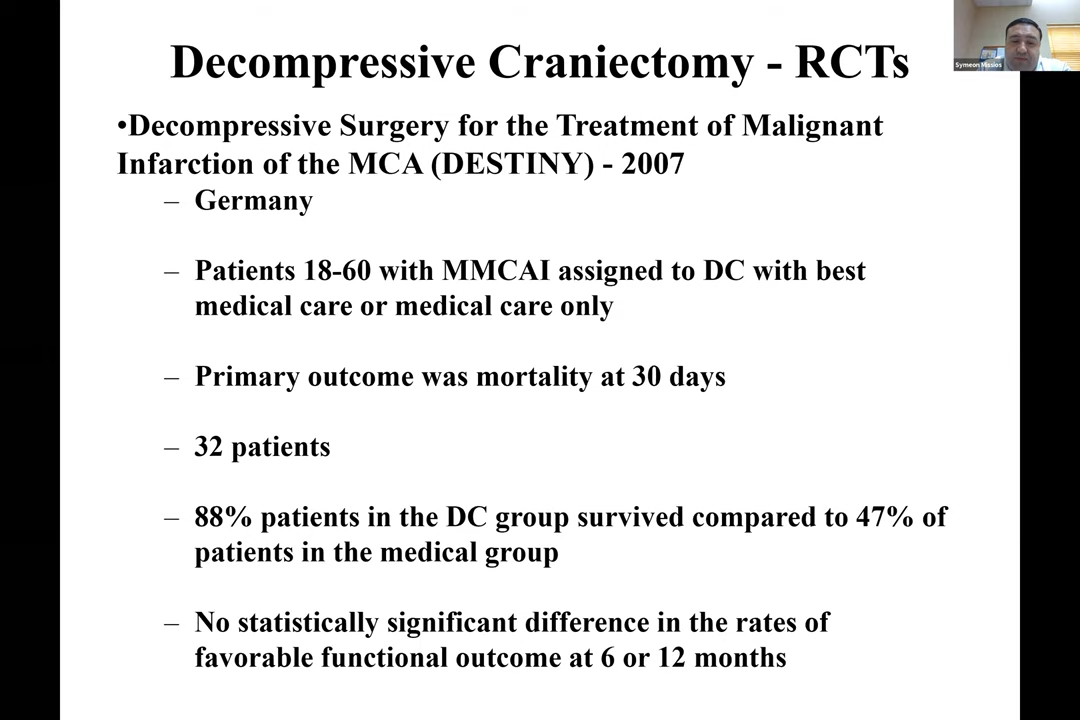 Decompressive Craniectomy - RCTs
Symeon Missios
•Decompressive Surgery for the Treatment of Malignant
Infarction of the MCA (DESTINY) - 2007
– Germany
– Patients 18-60 with MMCAI assigned to DC with best
medical care or medical care only
– Primary outcome was mortality at 30 days
– 32 patients
– 88% patients in the DC group survived compared to 47% of
patients in the medical group
– No statistically significant difference in the rates of
favorable functional outcome at 6 or 12 months